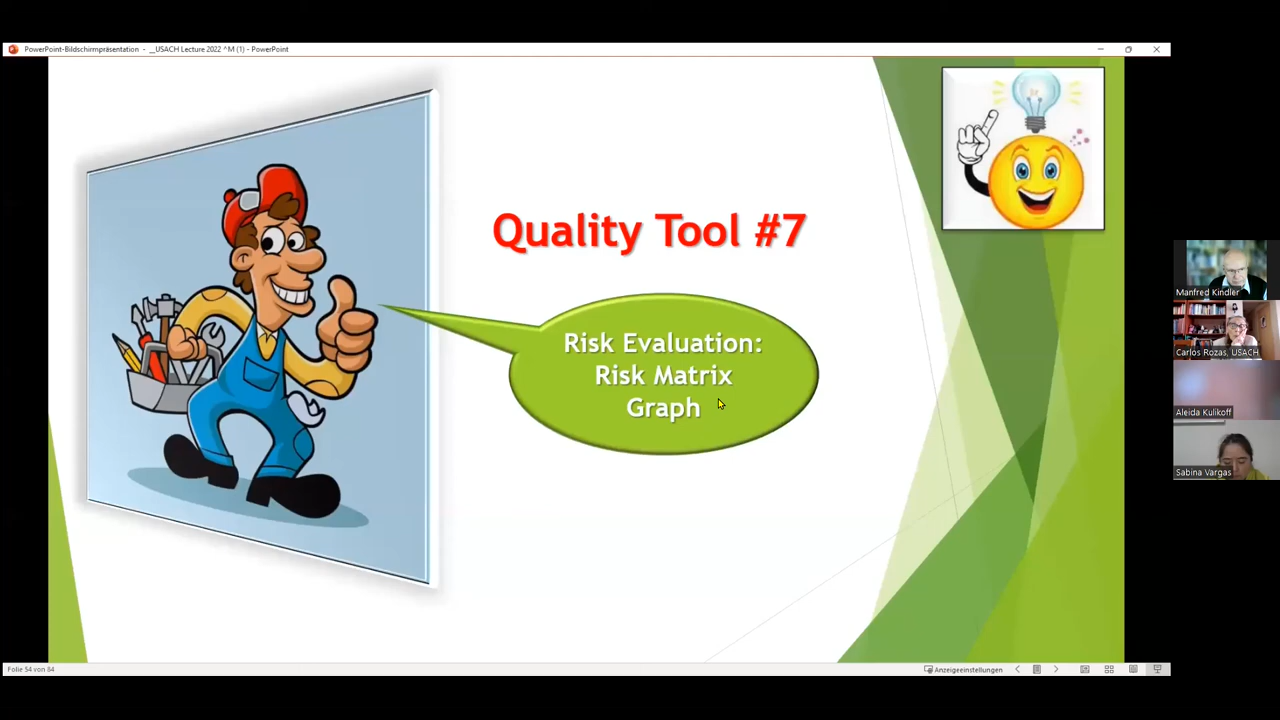 PowerPoint-Bildschirmpräsentation - __USACH Lecture 2022 ^M (1) - PowerPoint
Quality Tool #7
Risk Evaluation:
Risk Matrix
Graph
Manfred Kindler
Carlos Rozas, USACH
Aleida Kulikoff
Sabina Vargas
Folie 54 von 84
Anzeigeeinstellungen